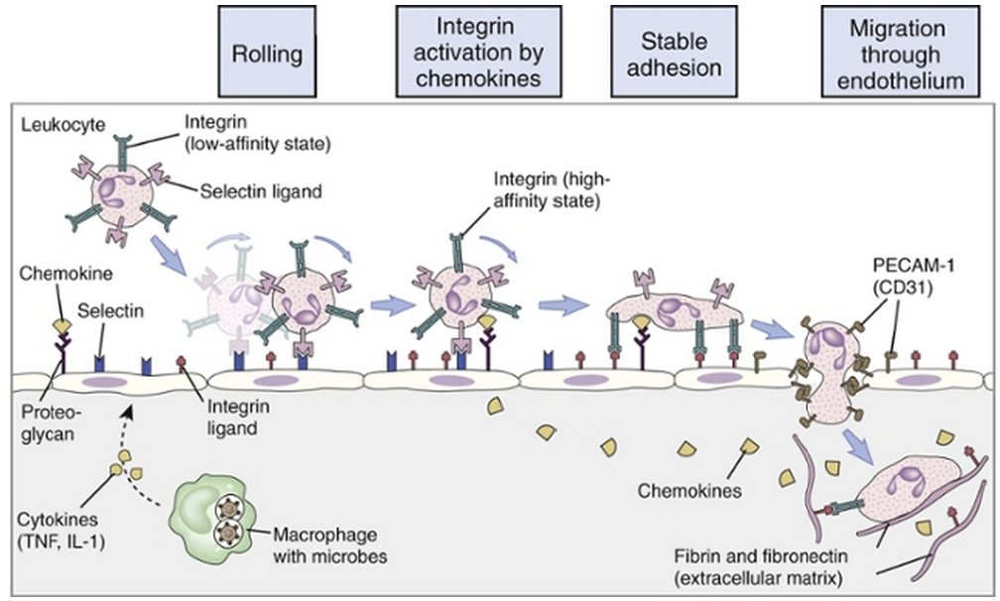 Rolling
Integrin
activation by
chemokines
Stable
adhesion
Migration
through
endothelium
Leukocyte
Integrin
(low-affinity state)
Selectin ligand
Integrin (high-
affinity state)
Chemokine
Selectin
PECAM-1
(CD31)
Proteo-
glycan
Integrin
ligand
Cytokines
(TNF, IL-1)
Macrophage
with microbes
Chemokines
Fibrin and fibronectin
(extracellular matrix)